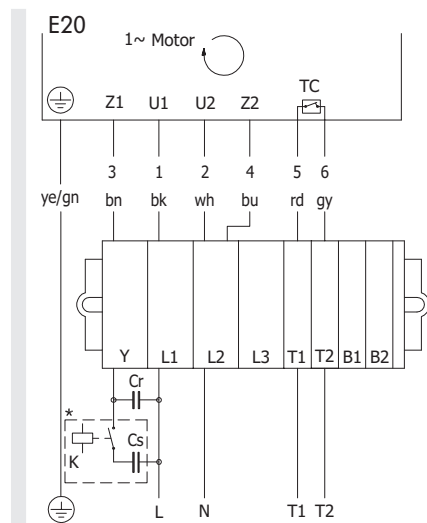 E20
1~ Motor
TC
Z1 U1 U2 Z2
3 1 2 4 5 6
ye/gn bn bk wh bu rd gy
Y L1 L2 L3 T1 T2 B1 B2
Cr
*
Cs
K
L N T1 T2